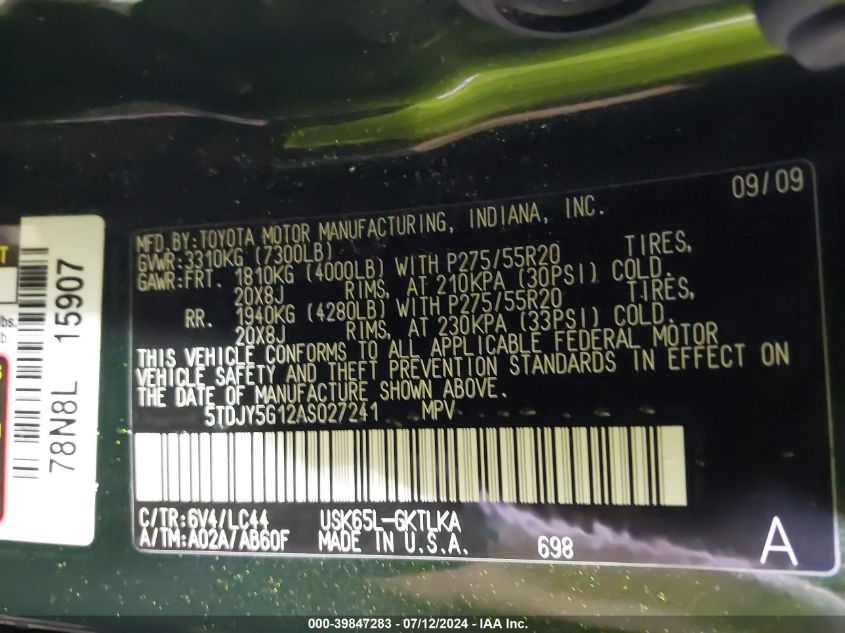 09/09
MFD.BY:TOYOTA MOTOR MANUFACTURING, INDIANA, INC.
GVWR:3310KG (7300LB)
GAWR:FRT. 1810KG (4000LB) WITH P275/55R20 TIRES,
20X8J RIMS, AT 210KPA (30PSI) COLD.
RR. 1940KG (4280LB) WITH P275/55R20 TIRES,
20X8J RIMS, AT 230KPA (33PSI) COLD.
THIS VEHICLE CONFORMS TO ALL APPLICABLE FEDERAL MOTOR
VEHICLE SAFETY AND THEFT PREVENTION STANDARDS IN EFFECT ON
THE DATE OF MANUFACTURE SHOWN ABOVE.
5TDJY5G12AS027241 MPV
C/TR:6V4/LC44 USK65L-GKTLKA
A/TM:A02A/AB60F MADE IN U.S.A. 698
A
78N8L 15907
lbs.
000-39847283 - 07/12/2024 - IAA Inc.